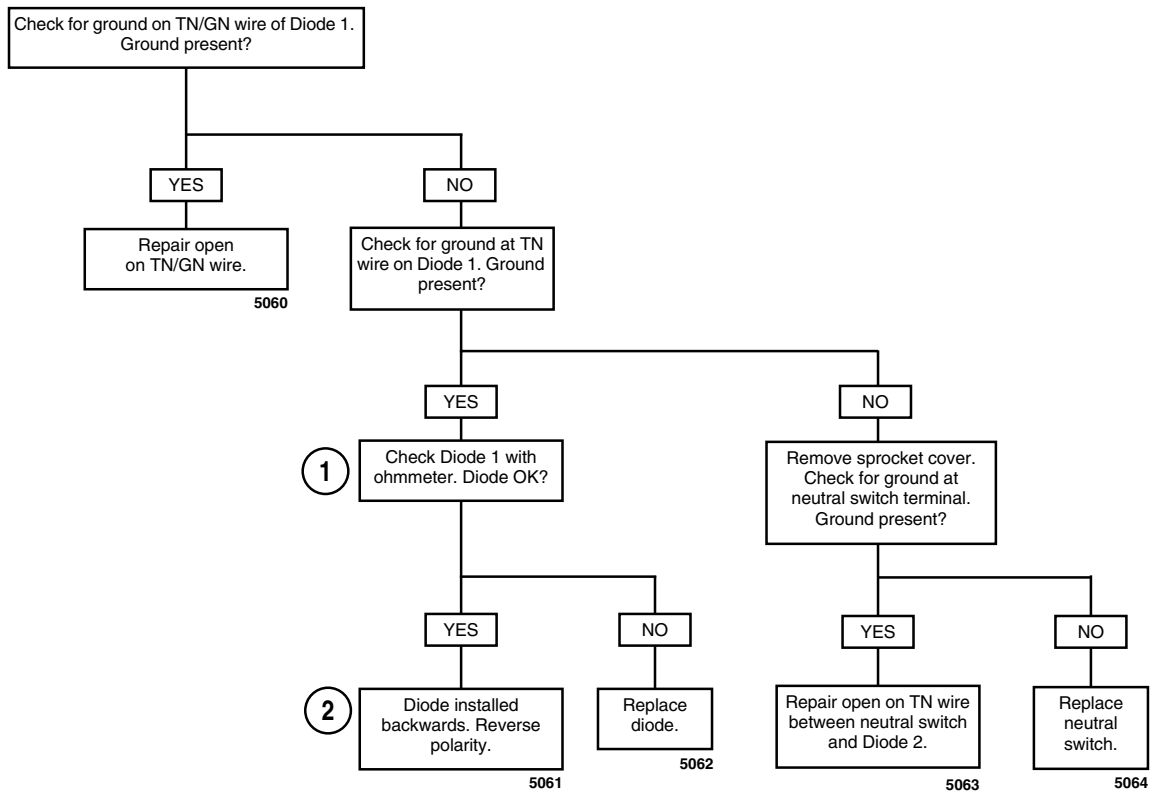 Check for ground on TN/GN wire of Diode 1.
Ground present?
YES
NO
Repair open
on TN/GN wire.
5060
Check for ground at TN
wire on Diode 1. Ground
present?
YES
NO
1
Check Diode 1 with
ohmmeter. Diode OK?
Remove sprocket cover.
Check for ground at
neutral switch terminal.
Ground present?
YES
NO
YES
NO
2
Diode installed
backwards. Reverse
polarity.
5061
Replace
diode.
5062
Repair open on TN wire
between neutral switch
and Diode 2.
5063
Replace
neutral
switch.
5064